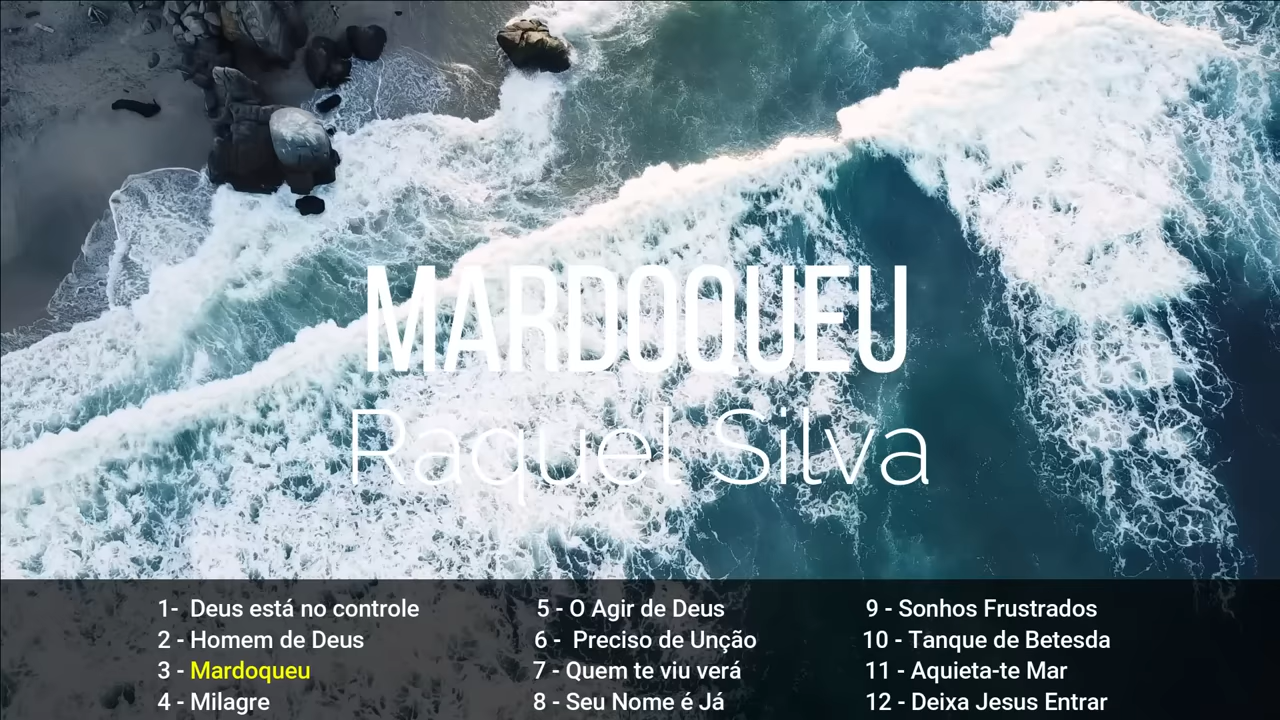 MARDOQUEU
Raquel Silva
1- Deus está no controle
2 - Homem de Deus
3 - Mardoqueu
4 - Milagre
5 - O Agir de Deus
6 - Preciso de Unção
7 - Quem te viu verá
8 - Seu Nome é Já
9 - Sonhos Frustrados
10 - Tanque de Betesda
11 - Aquieta-te Mar
12 - Deixa Jesus Entrar